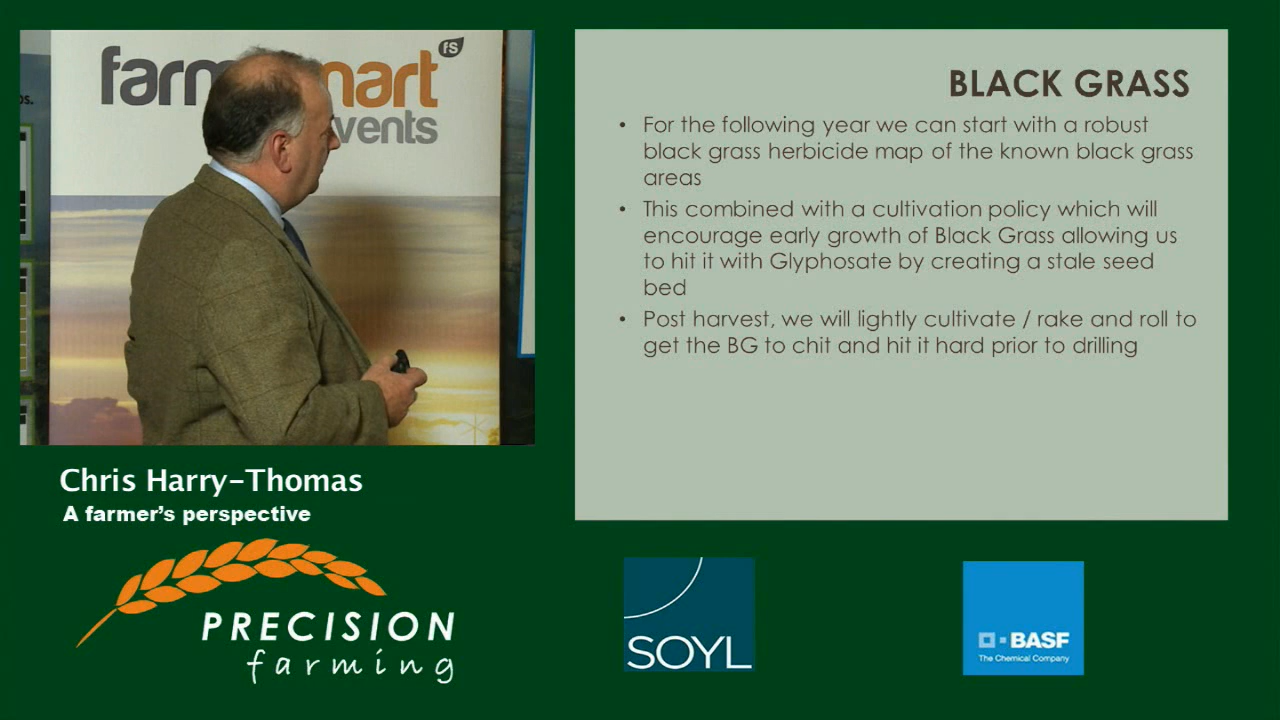 farm smart
fs
events
os.
Chris Harry-Thomas
A farmer's perspective
PRECISION
farming
BLACK GRASS
• For the following year we can start with a robust
black grass herbicide map of the known black grass
areas
• This combined with a cultivation policy which will
encourage early growth of Black Grass allowing us
to hit it with Glyphosate by creating a stale seed
bed
• Post harvest, we will lightly cultivate / rake and roll to
get the BG to chit and hit it hard prior to drilling
SOYL
BASF
The Chemical Company